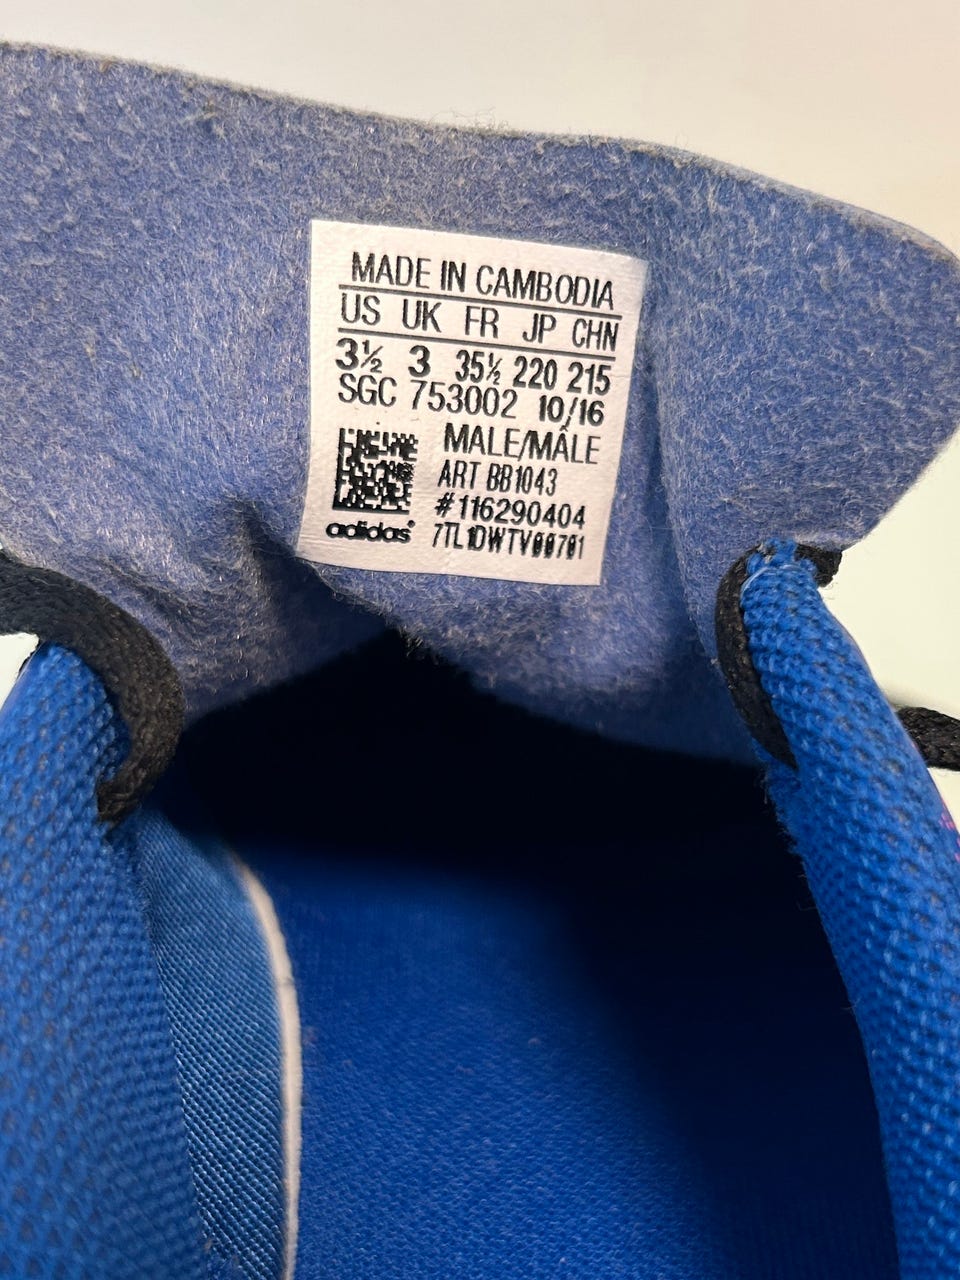 MADE IN CAMBODIA
US UK FR JP CHN
3½ 3 35½ 220 215
SGC 753002 10/16
MALE/MÂLE
ART BB1043
#116290404
adidas
7TL1DWTV00701